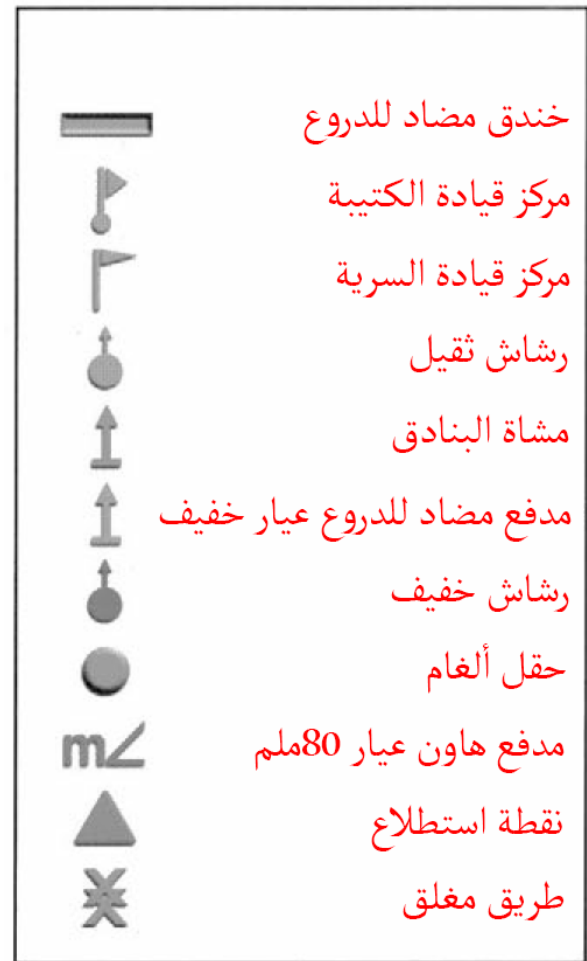 خندق مضاد للدروع
مركز قيادة الكتيبة
مركز قيادة السرية
رشاش ثقيل
مشاة البنادق
مدفع مضاد للدروع عيار خفيف
رشاش خفيف
حقل ألغام
m
مدفع هاون عيار 80ملم
نقطة استطلاع
طريق مغلق